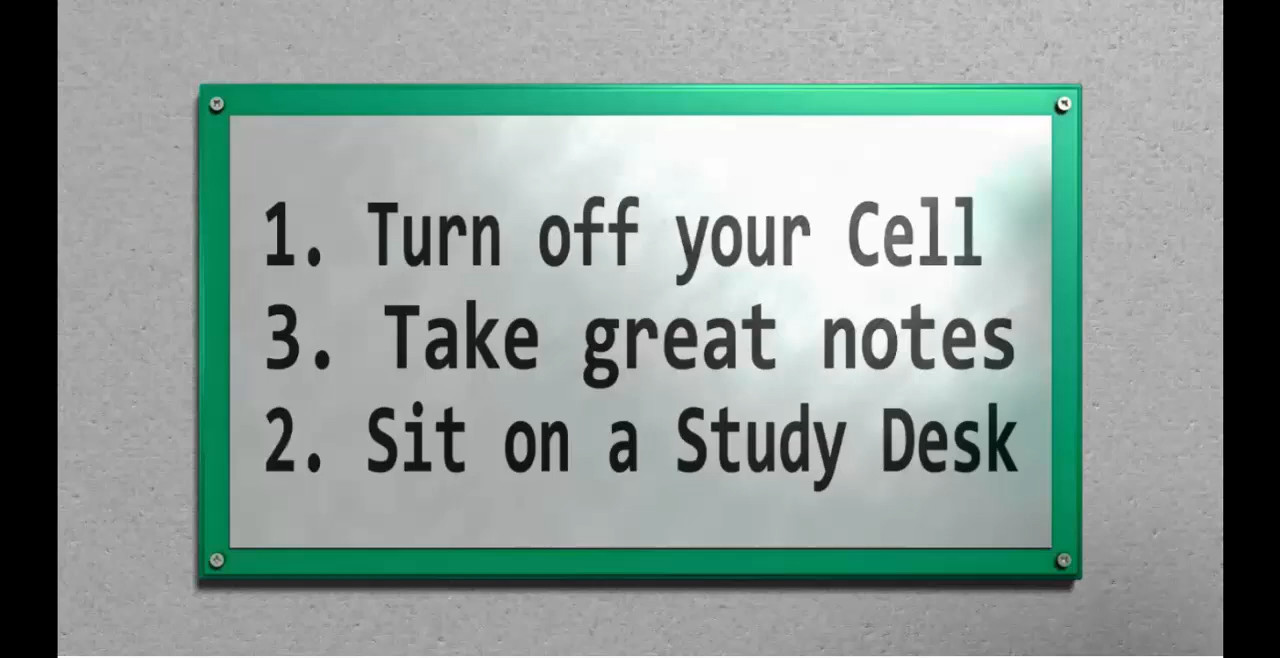 1. Turn off your Cell
3. Take great notes
2. Sit on a Study Desk